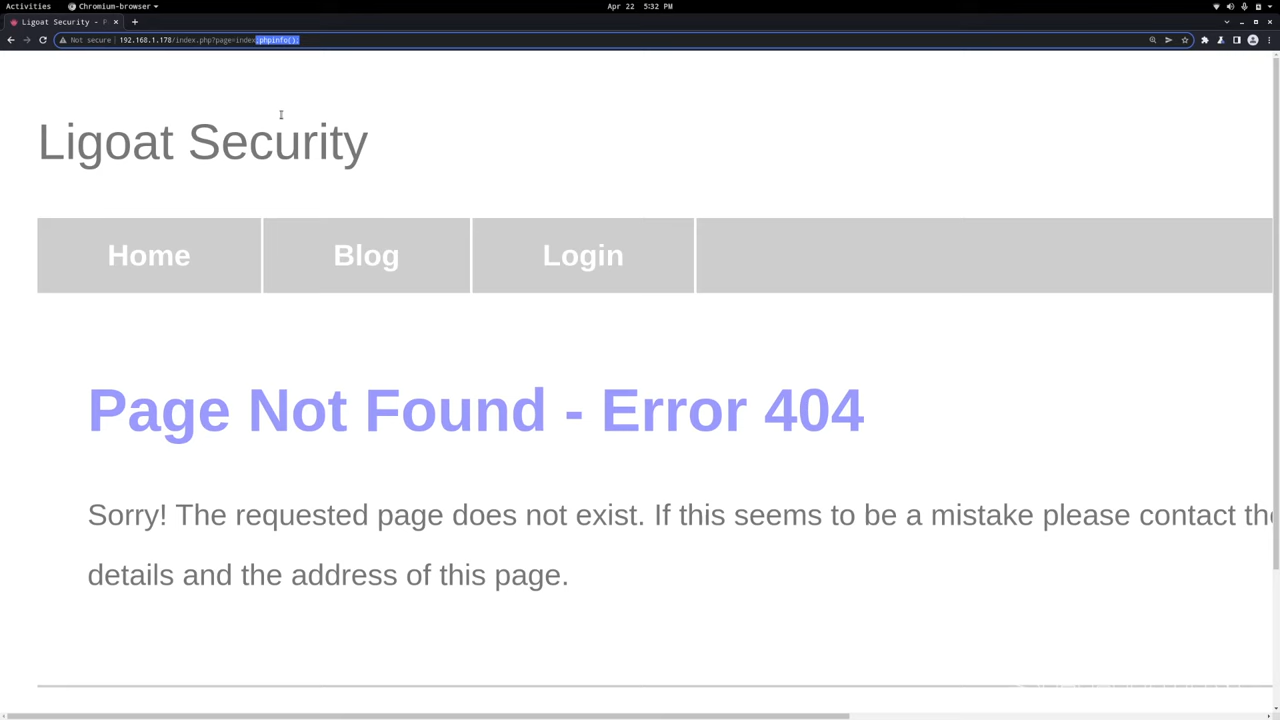 Activities
Chromium-browser
Apr 22 5:32 PM
Ligoat Security - P
Not secure
192.168.1.178/index.php?page=index;phpinfo();
Ligoat Security
Home
Blog
Login
Page Not Found - Error 404
Sorry! The requested page does not exist. If this seems to be a mistake please contact the
details and the address of this page.